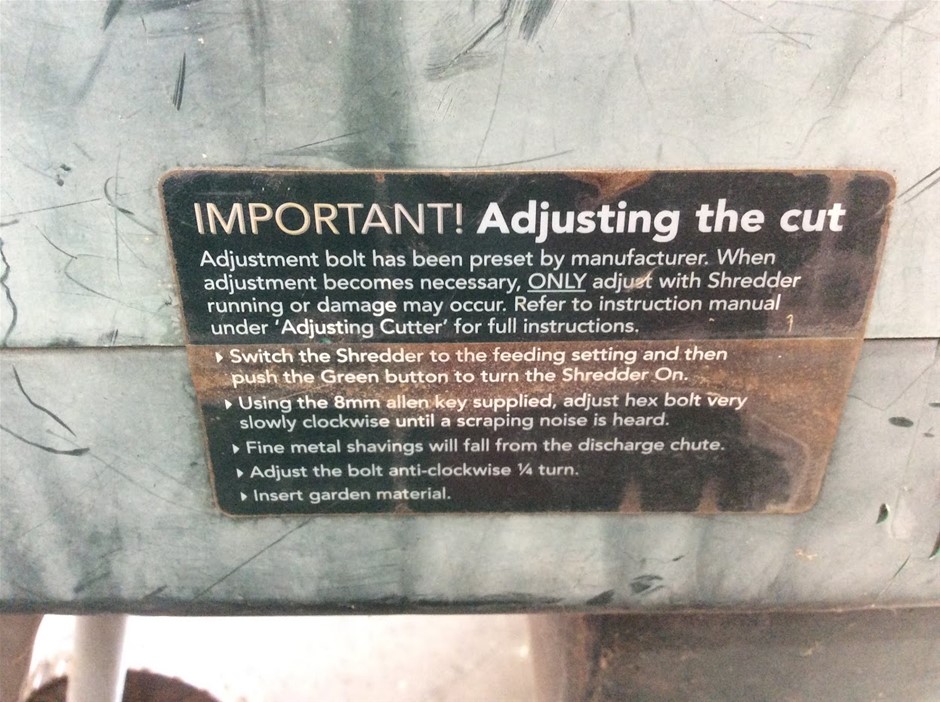 IMPORTANT! Adjusting the cut
Adjustment bolt has been preset by manufacturer. When
adjustment becomes necessary, ONLY adjust with Shredder
running or damage may occur. Refer to instruction manual
under ‘Adjusting Cutter’ for full instructions.
‣ Switch the Shredder to the feeding setting and then
push the Green button to turn the Shredder On.
‣ Using the 8mm allen key supplied, adjust hex bolt very
slowly clockwise until a scraping noise is heard.
‣ Fine metal shavings will fall from the discharge chute.
‣ Adjust the bolt anti-clockwise ¼ turn.
‣ Insert garden material.